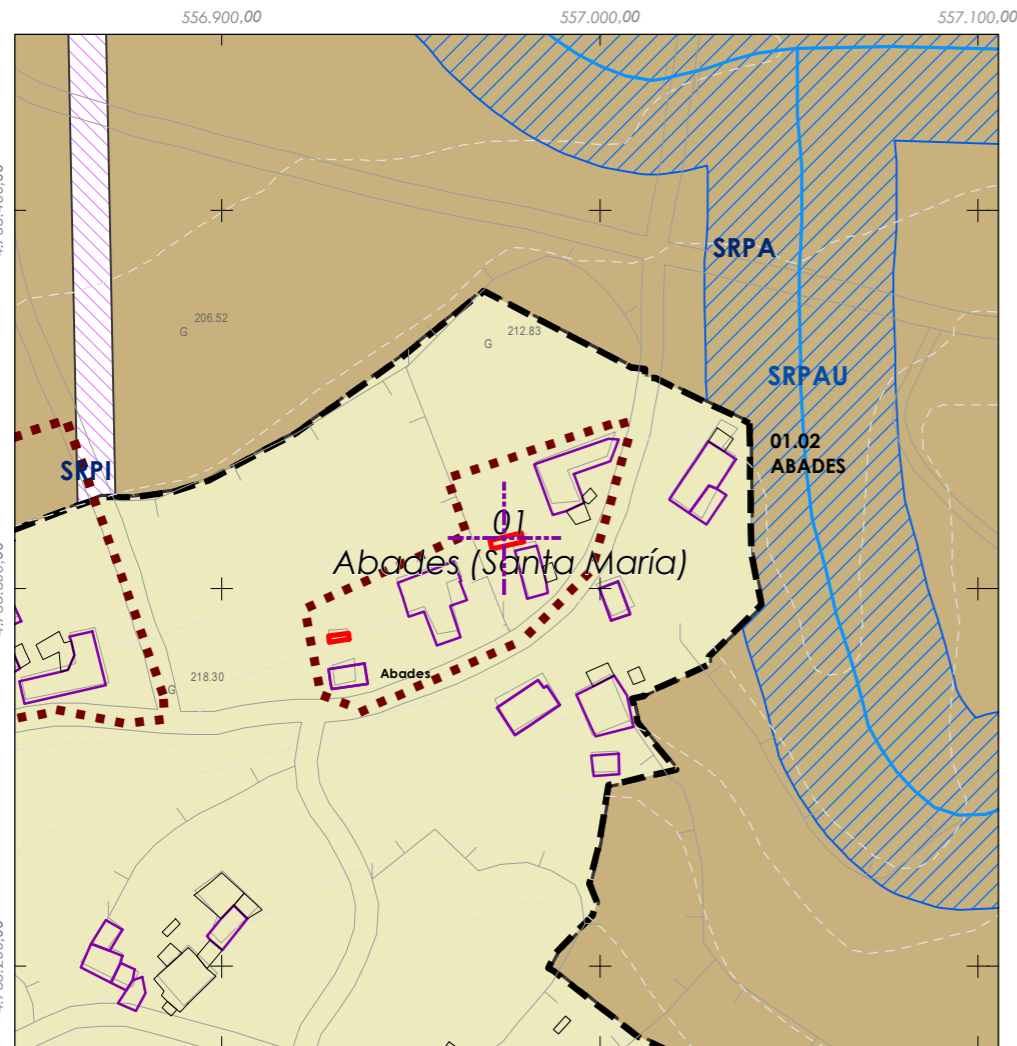 556.900,00
557.000,00
557.100,00
SRPA
206.52
G
212.83
G
SRPAU
01.02
ABADES
SRPI
01
Abades (Santa María)
Abades
218.30
G